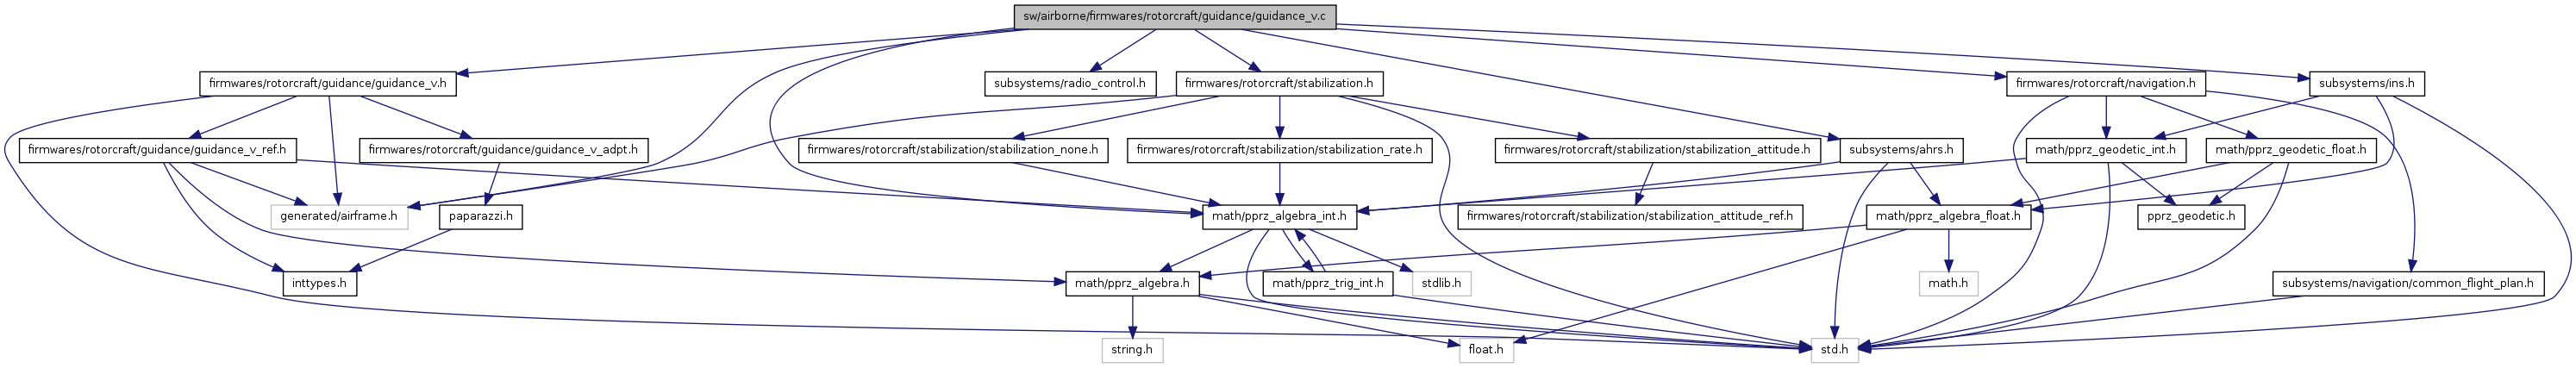 sw/airborne/firmwares/rotorcraft/guidance/guidance_v.c
firmwares/rotorcraft/guidance/guidance_v.h
subsystems/radio_control.h
firmwares/rotorcraft/stabilization.h
firmwares/rotorcraft/navigation.h
subsystems/ins.h
firmwares/rotorcraft/guidance/guidance_v_ref.h
firmwares/rotorcraft/guidance/guidance_v_adpt.h
firmwares/rotorcraft/stabilization/stabilization_none.h
firmwares/rotorcraft/stabilization/stabilization_rate.h
firmwares/rotorcraft/stabilization/stabilization_attitude.h
subsystems/ahrs.h
math/pprz_geodetic_int.h
math/pprz_geodetic_float.h
generated/airframe.h
paparazzi.h
math/pprz_algebra_int.h
firmwares/rotorcraft/stabilization/stabilization_attitude_ref.h
math/pprz_algebra_float.h
pprz_geodetic.h
inttypes.h
math/pprz_algebra.h
math/pprz_trig_int.h
stdlib.h
math.h
subsystems/navigation/common_flight_plan.h
string.h
float.h
std.h